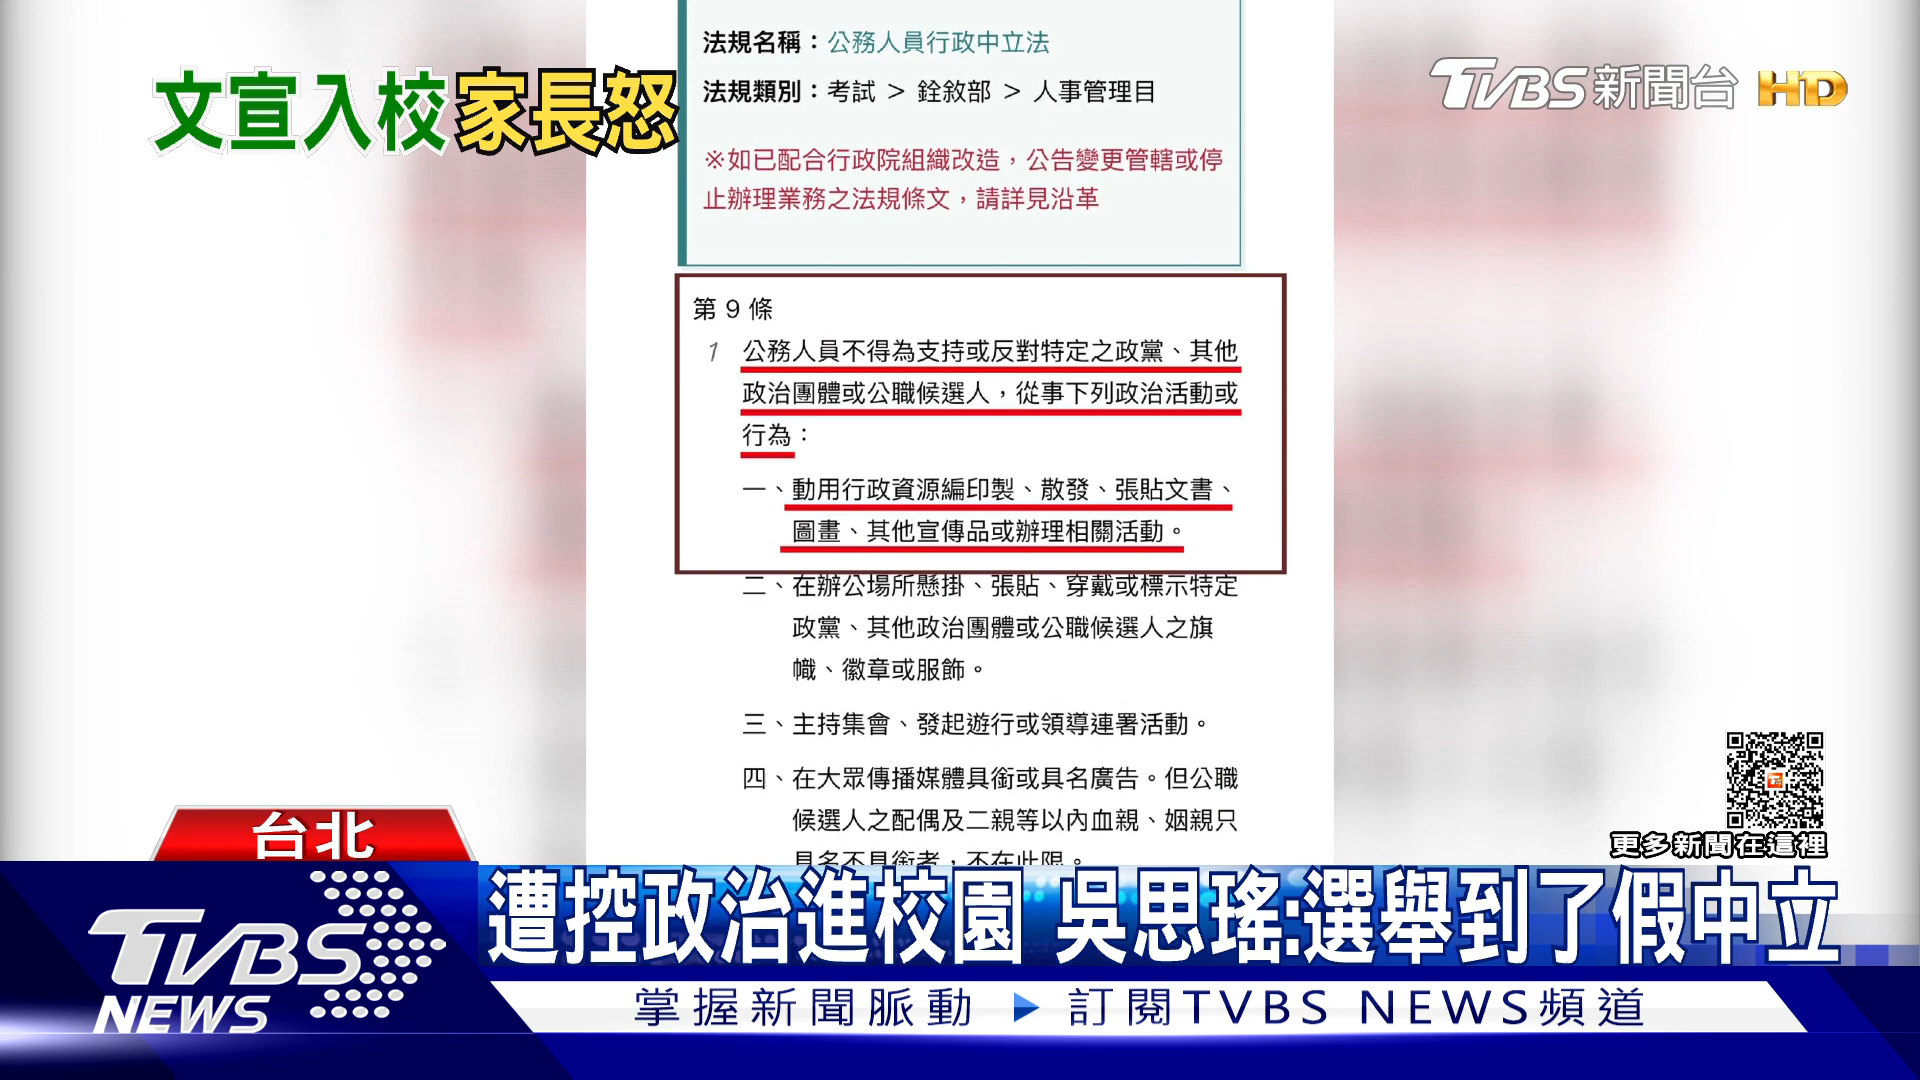 法規名稱：公務人員行政中立法
法規類別：考試 > 銓敘部 > 人事管理目
※如已配合行政院組織改造，公告變更管轄或停
止辦理業務之法規條文，請詳見沿革
文宣入校家長怒
TVBS新聞台 HD
第 9 條
1 公務人員不得為支持或反對特定之政黨、其他
政治團體或公職候選人，從事下列政治活動或
行為：
一、動用行政資源編印製、散發、張貼文書、
圖畫、其他宣傳品或辦理相關活動。
二、在辦公場所懸掛、張貼、穿戴或標示特定
政黨、其他政治團體或公職候選人之旗
幟、徽章或服飾。
三、主持集會、發起遊行或領導連署活動。
四、在大眾傳播媒體具銜或具名廣告。但公職
候選人之配偶及二親等以內血親、姻親只
具名不具銜者，不在此限。
更多新聞在這裡
台北
遭控政治進校園 吳思瑤:選舉到了假中立
TVBS
NEWS
掌握新聞脈動 ▶ 訂閱TVBS NEWS頻道